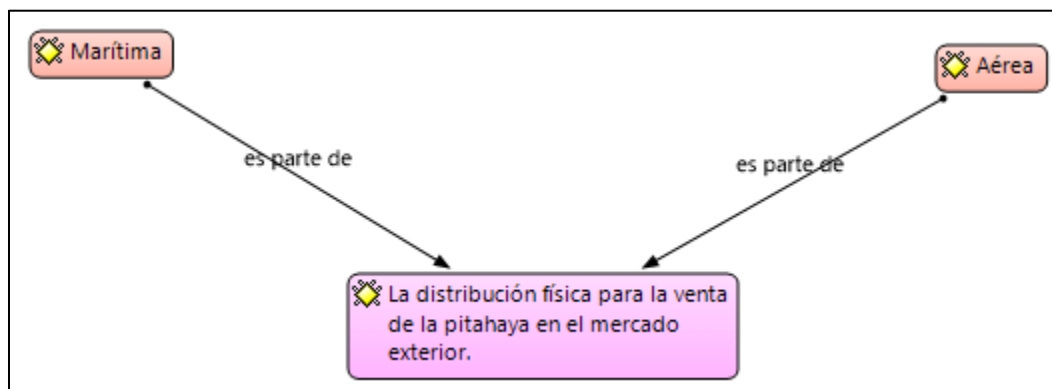 Marítima
Aérea
es parte de
es parte de
La distribución física para la venta
de la pitahaya en el mercado
exterior.